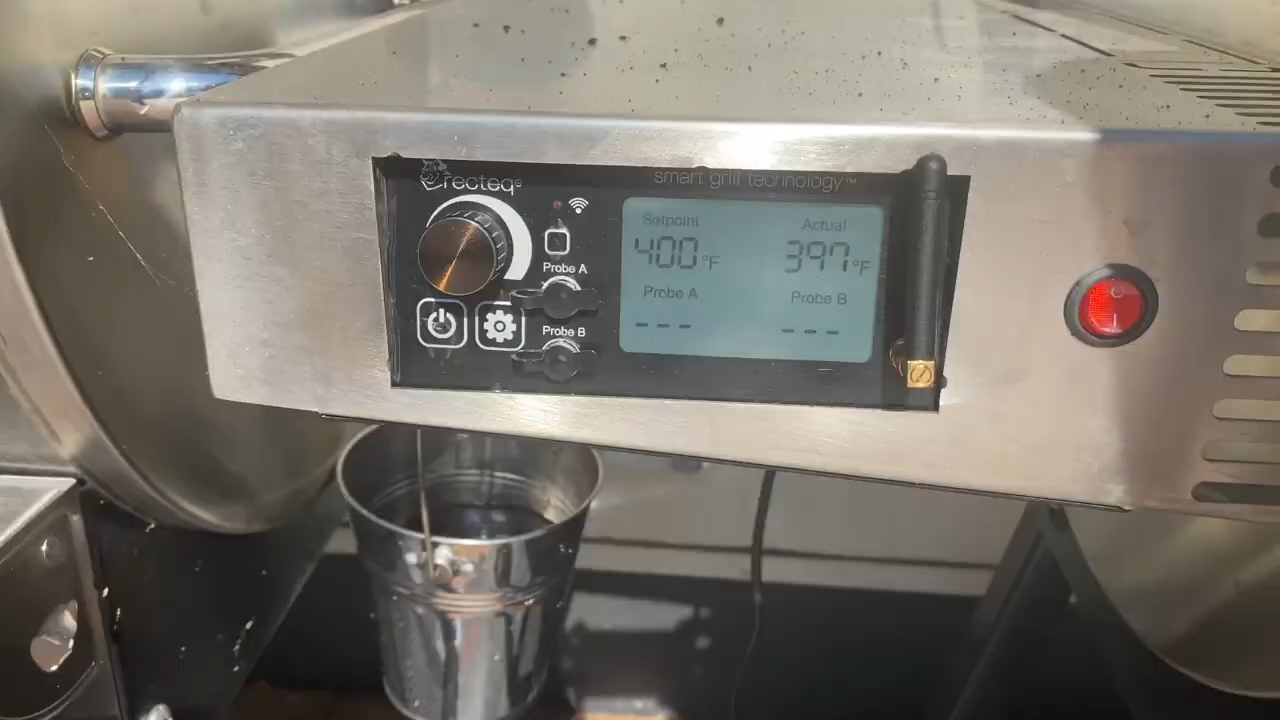 recteq®
smart grill technology™
Setpoint
Actual
400°F
397°F
Probe A
Probe B
---
---
Probe A
Probe B